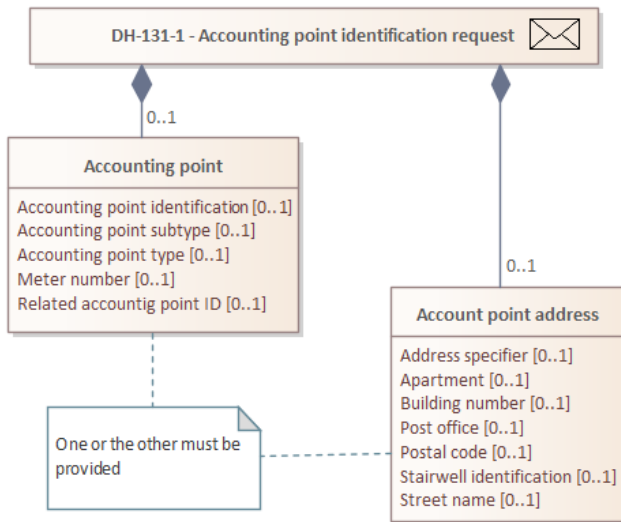 DH-131-1 - Accounting point identification request
0..1
Accounting point
Accounting point identification [0..1]
Accounting point subtype [0..1]
Accounting point type [0..1]
Meter number [0..1]
Related accountig point ID [0..1]
0..1
Account point address
Address specifier [0..1]
Apartment [0..1]
Building number [0..1]
Post office [0..1]
Postal code [0..1]
Stairwell identification [0..1]
Street name [0..1]
One or the other must be
provided